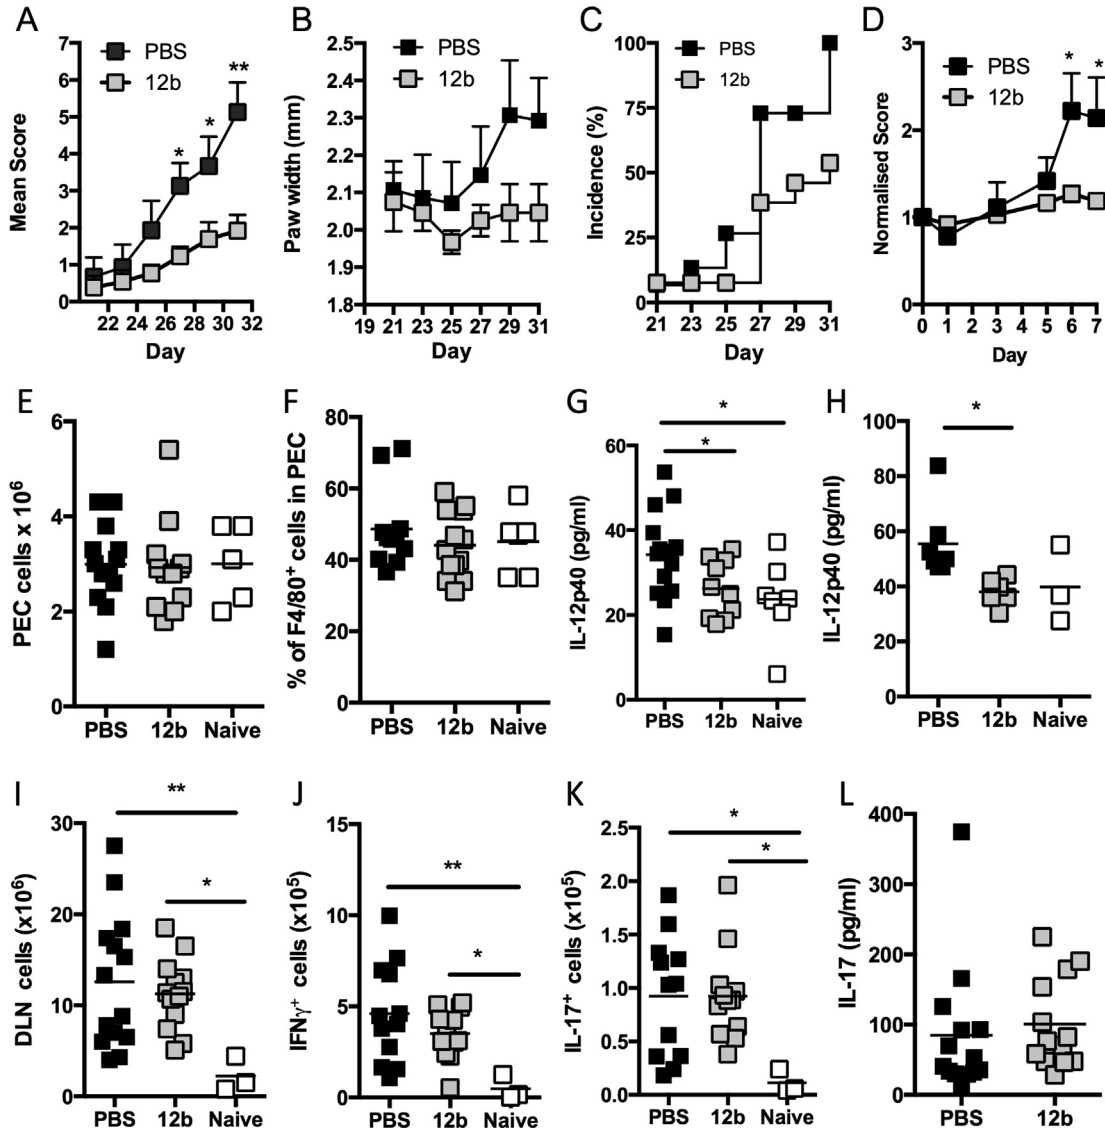 A
Mean Score
7
6
5
4
3
2
1
0
PBS
12b
*
*
**
22 24 26 28 30 32
Day
B
Paw width (mm)
2.5
2.4
2.3
2.2
2.1
2.0
1.9
1.8
PBS
12b
19 21 23 25 27 29 31
Day
C
Incidence (%)
100
75
50
25
0
PBS
12b
21 23 25 27 29 31
Day
D
Normalised Score
3
2
1
0
PBS
12b
*
*
0 1 2 3 4 5 6 7
Day
E
PEC cells x 10⁶
6
4
2
0
PBS 12b Naive
F
% of F4/80⁺ cells in PEC
80
60
40
20
0
PBS 12b Naive
G
IL-12p40 (pg/ml)
60
40
20
0
*
*
PBS 12b Naive
H
IL-12p40 (pg/ml)
100
80
60
40
20
0
*
PBS 12b Naive
I
DLN cells (x10⁶)
30
20
10
0
**
*
PBS 12b Naive
J
IFNγ⁺ cells (x10⁵)
15
10
5
0
**
*
PBS 12b Naive
K
IL-17⁺ cells (x10⁵)
2.5
2.0
1.5
1.0
0.5
0.0
*
*
PBS 12b Naive
L
IL-17 (pg/ml)
400
300
200
100
0
PBS 12b